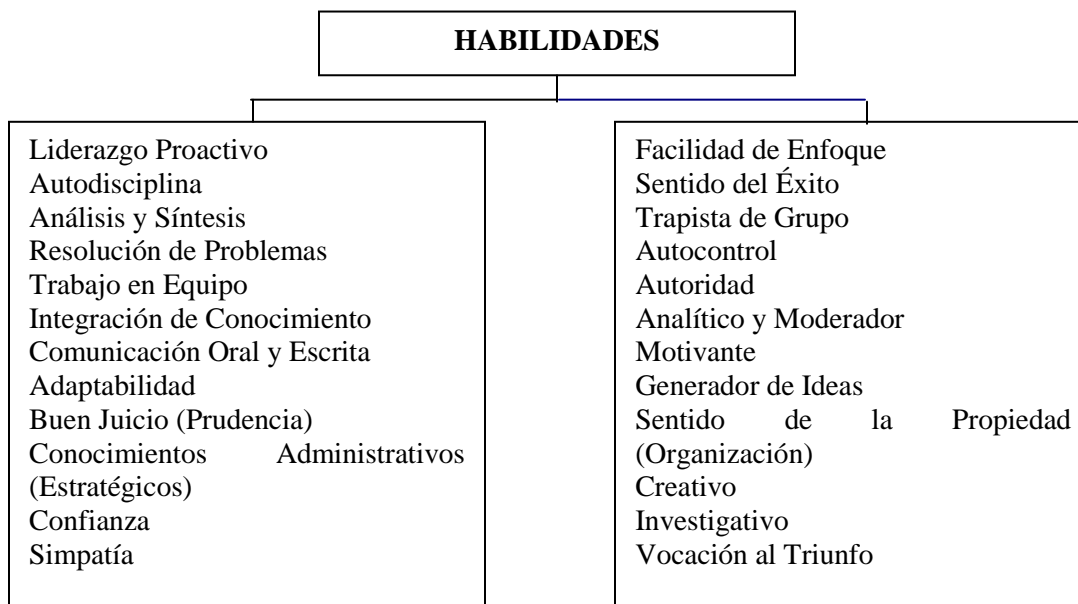 HABILIDADES
Liderazgo Proactivo
Autodisciplina
Análisis y Síntesis
Resolución de Problemas
Trabajo en Equipo
Integración de Conocimiento
Comunicación Oral y Escrita
Adaptabilidad
Buen Juicio (Prudencia)
Conocimientos Administrativos
(Estratégicos)
Confianza
Simpatía
Facilidad de Enfoque
Sentido del Éxito
Trapista de Grupo
Autocontrol
Autoridad
Analítico y Moderador
Motivante
Generador de Ideas
Sentido de la Propiedad
(Organización)
Creativo
Investigativo
Vocación al Triunfo